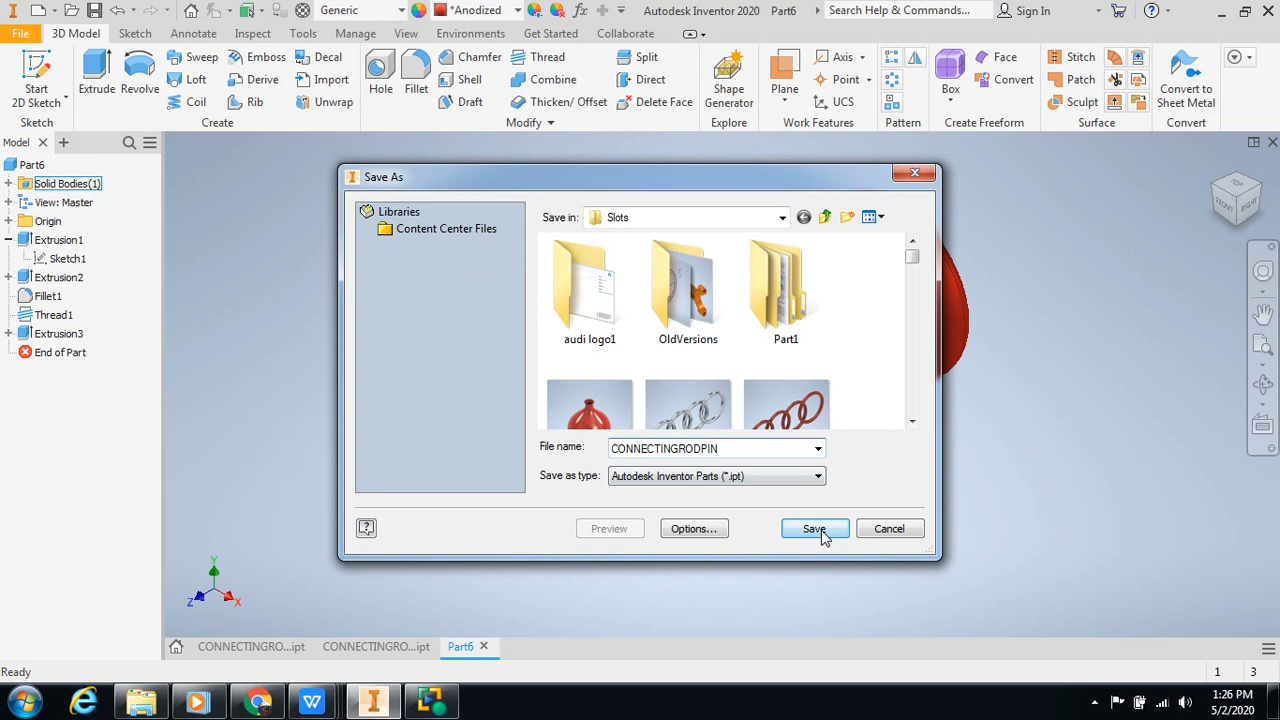 Generic
*Anodized
Autodesk Inventor 2020 Part6
Search Help & Commands...
Sign In
File
3D Model
Sketch
Annotate
Inspect
Tools
Manage
View
Environments
Get Started
Collaborate
Start
2D Sketch
Extrude
Revolve
Sweep
Emboss
Decal
Loft
Derive
Import
Coil
Rib
Unwrap
Hole
Fillet
Chamfer
Thread
Split
Shell
Combine
Direct
Draft
Thicken/ Offset
Delete Face
Shape
Generator
Plane
Axis
Point
UCS
Box
Face
Convert
Stitch
Patch
Sculpt
Convert to
Sheet Metal
Sketch
Create
Modify
Explore
Work Features
Pattern
Create Freeform
Surface
Convert
Model
Part6
Solid Bodies(1)
View: Master
Origin
Extrusion1
Sketch1
Extrusion2
Fillet1
Thread1
Extrusion3
End of Part
Save As
Libraries
Content Center Files
Save in:
Slots
audi logo1
OldVersions
Part1
File name:
CONNECTINGRODPIN
Save as type:
Autodesk Inventor Parts (*.ipt)
Preview
Options...
Save
Cancel
TOP
FRONT
RIGHT
Y
Z
X
CONNECTINGRO...ipt
CONNECTINGRO...ipt
Part6
Ready
1
3
1:26 PM
5/2/2020